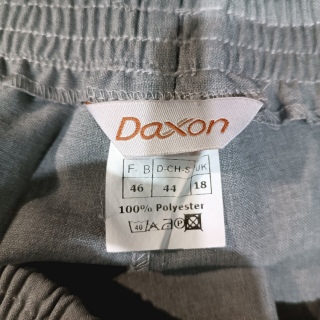 Daxon
F - B D-CH-S UK
46 44 18
100% Polyester
40 A P